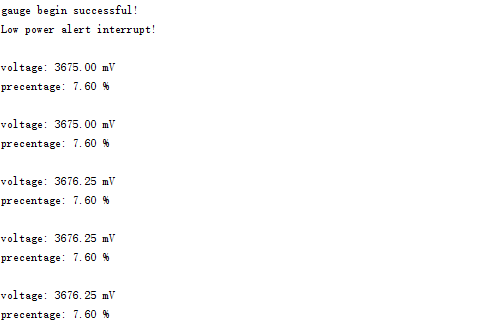 gauge begin successful!
Low power alert interrupt!
voltage: 3675.00 mV
precentage: 7.60 %
voltage: 3675.00 mV
precentage: 7.60 %
voltage: 3676.25 mV
precentage: 7.60 %
voltage: 3676.25 mV
precentage: 7.60 %
voltage: 3676.25 mV
precentage: 7.60 %